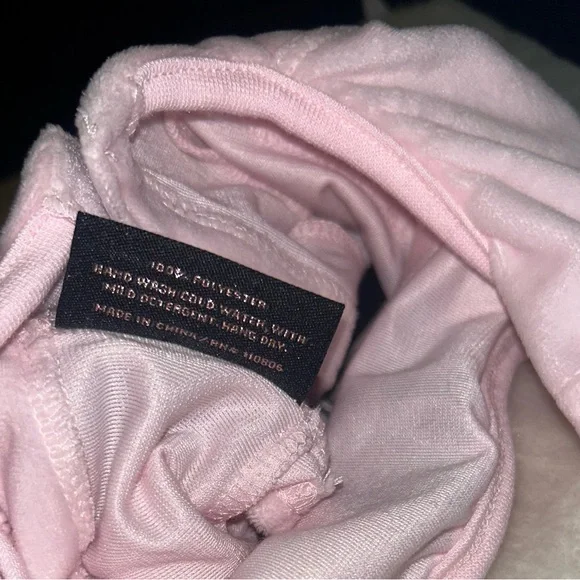 100% POLYESTER
HAND WASH COLD WATER WITH
MILD DETERGENT. HANG DRY.
MADE IN CHINA / RN# 110806